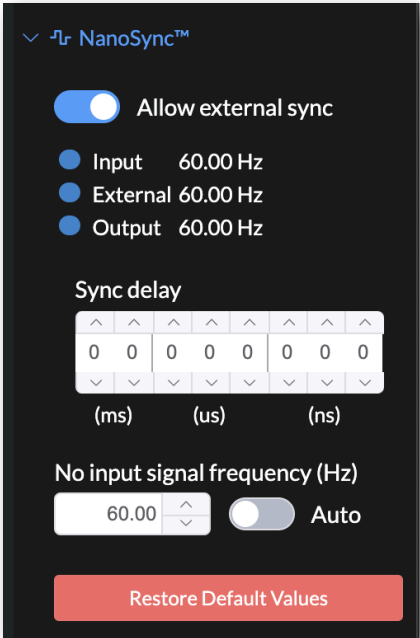 NanoSync™
Allow external sync
Input 60.00 Hz
External 60.00 Hz
Output 60.00 Hz
Sync delay
0 0 0 0 0 0 0 0
(ms) (us) (ns)
No input signal frequency (Hz)
60.00 Auto
Restore Default Values